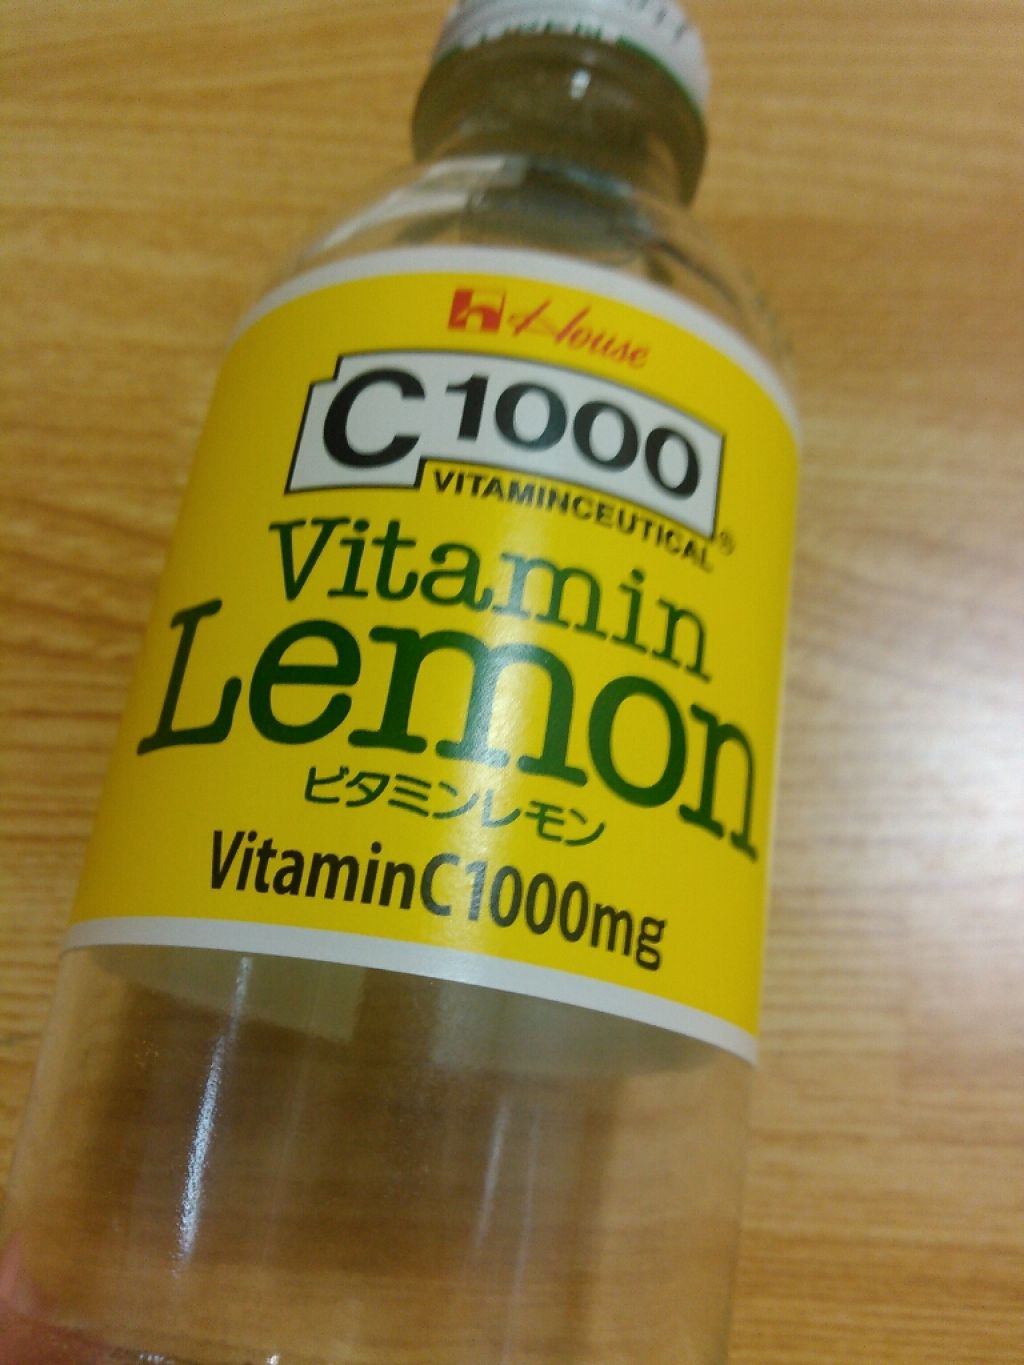 House
C1000
VITAMINCEUTICAL®
Vitamin
Lemon
ビタミンレモン
VitaminC1000mg